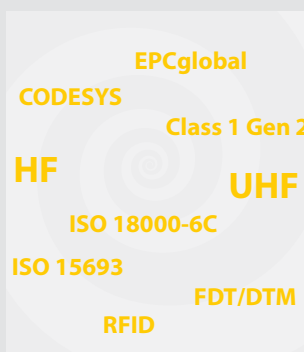 EPCglobal
CODESYS
Class 1 Gen 2
HF
UHF
ISO 18000-6C
ISO 15693
FDT/DTM
RFID